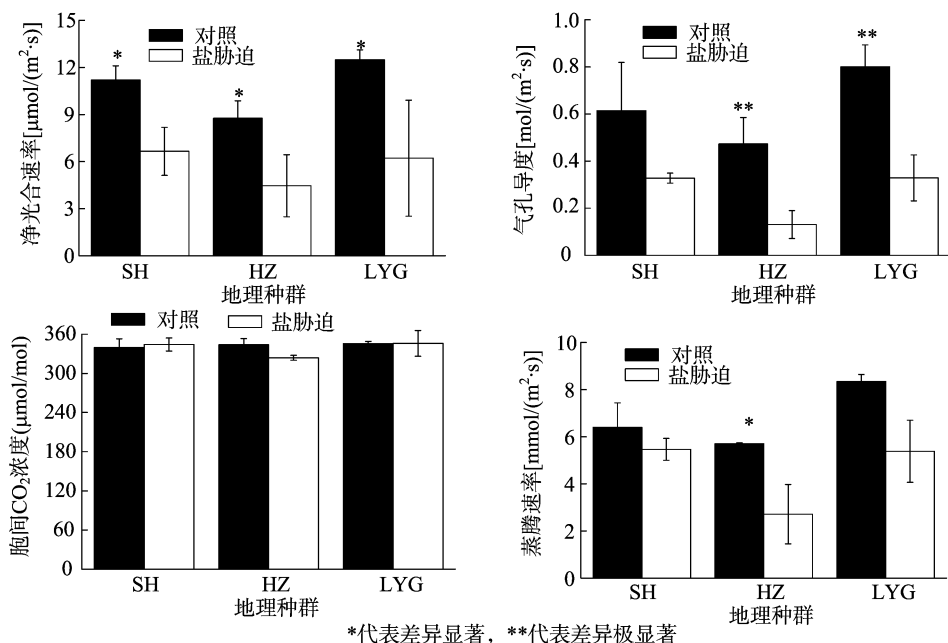 净光合速率[μmol/(m²·s)]
15
12
9
6
3
0
对照
盐胁迫
*
*
*
SH HZ LYG
地理种群
气孔导度[mol/(m²·s)]
1.0
0.8
0.6
0.4
0.2
0
对照
盐胁迫
**
**
SH HZ LYG
地理种群
胞间CO₂浓度(μmol/mol)
360
300
240
180
120
60
0
对照 盐胁迫
SH HZ LYG
地理种群
蒸腾速率[mmol/(m²·s)]
10
8
6
4
2
0
对照
盐胁迫
*
SH HZ LYG
地理种群
*代表差异显著，**代表差异极显著